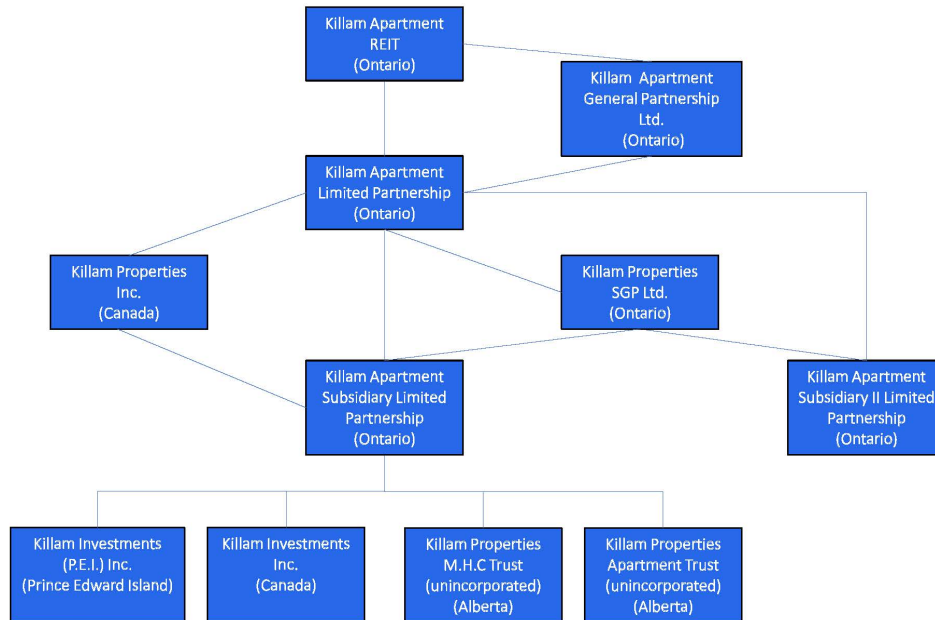 Killam Apartment
REIT
(Ontario)
Killam Apartment
General Partnership
Ltd.
(Ontario)
Killam Apartment
Limited Partnership
(Ontario)
Killam Properties
Inc.
(Canada)
Killam Properties
SGP Ltd.
(Ontario)
Killam Apartment
Subsidiary Limited
Partnership
(Ontario)
Killam Apartment
Subsidiary II Limited
Partnership
(Ontario)
Killam Investments
(P.E.I.) Inc.
(Prince Edward Island)
Killam Investments
Inc.
(Canada)
Killam Properties
M.H.C Trust
(unincorporated)
(Alberta)
Killam Properties
Apartment Trust
(unincorporated)
(Alberta)